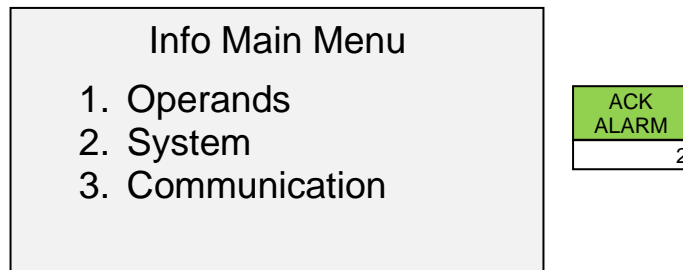 Info Main Menu
1. Operands
2. System
3. Communication
ACK
ALARM
2